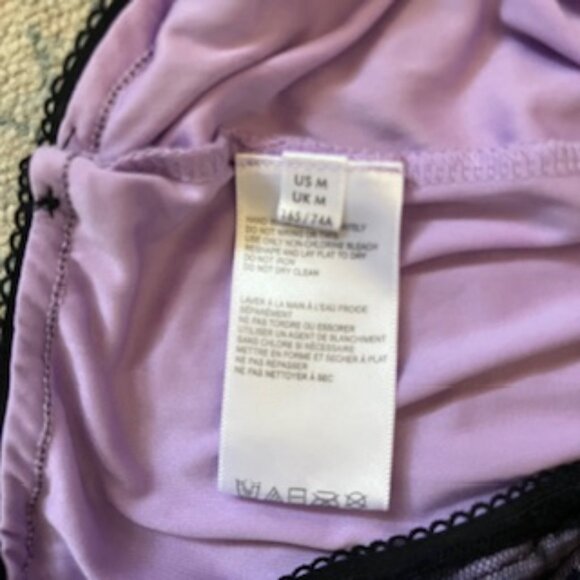 US M
UK M
165/74A
HAND
DO NOT WRING OR
USE ONLY NON-CHLORINE BLEACH
RESHAPE AND LAY FLAT TO DRY
DO NOT IRON
DO NOT DRY CLEAN
LAVER À LA MAIN À L'EAU FROIDE
SÉPARÉMENT
NE PAS TORDRE OU ESSORER
UTILISER UN AGENT DE BLANCHIMENT
SANS CHLORE SI NÉCESSAIRE
METTRE EN FORME ET SÉCHER À PLAT
NE PAS REPASSER
NE PAS NETTOYER À SEC